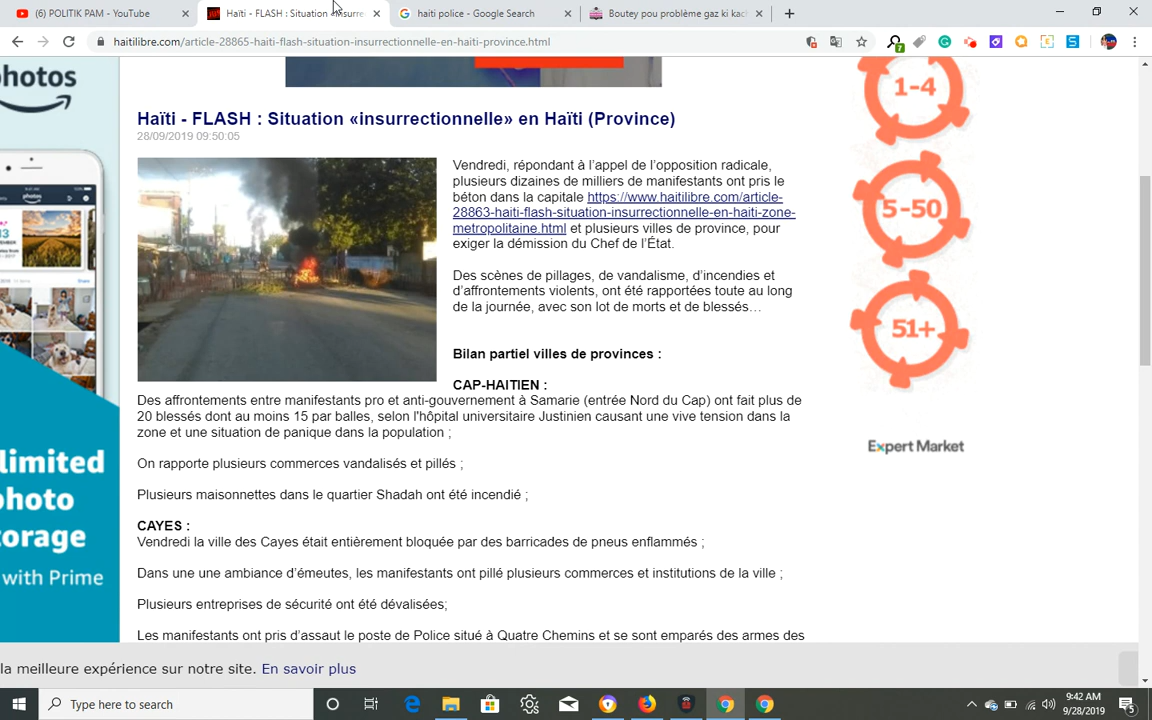 (6) POLITIK PAM - YouTube
Haïti - FLASH : Situation «insurre
haiti police - Google Search
Boutey pou problème gaz ki kac
haitilibre.com/article-28865-haiti-flash-situation-insurrectionnelle-en-haiti-province.html
7
photos
Haïti - FLASH : Situation «insurrectionnelle» en Haïti (Province)
28/09/2019 09:50:05
Vendredi, répondant à l'appel de l'opposition radicale,
plusieurs dizaines de milliers de manifestants ont pris le
béton dans la capitale https://www.haitilibre.com/article-
28863-haiti-flash-situation-insurrectionnelle-en-haiti-zone-
metropolitaine.html et plusieurs villes de province, pour
exiger la démission du Chef de l'État.
Des scènes de pillages, de vandalisme, d'incendies et
d'affrontements violents, ont été rapportées toute au long
de la journée, avec son lot de morts et de blessés…
Bilan partiel villes de provinces :
CAP-HAITIEN :
Des affrontements entre manifestants pro et anti-gouvernement à Samarie (entrée Nord du Cap) ont fait plus de
20 blessés dont au moins 15 par balles, selon l'hôpital universitaire Justinien causant une vive tension dans la
zone et une situation de panique dans la population ;
On rapporte plusieurs commerces vandalisés et pillés ;
Plusieurs maisonnettes dans le quartier Shadah ont été incendié ;
CAYES :
Vendredi la ville des Cayes était entièrement bloquée par des barricades de pneus enflammés ;
Dans une une ambiance d'émeutes, les manifestants ont pillé plusieurs commerces et institutions de la ville ;
Plusieurs entreprises de sécurité ont été dévalisées;
Les manifestants ont pris d'assaut le poste de Police situé à Quatre Chemins et se sont emparés des armes des
1-4
5-50
51+
Expert Market
limited
photo
torage
with Prime
la meilleure expérience sur notre site. En savoir plus
Type here to search
9:42 AM
9/28/2019
5